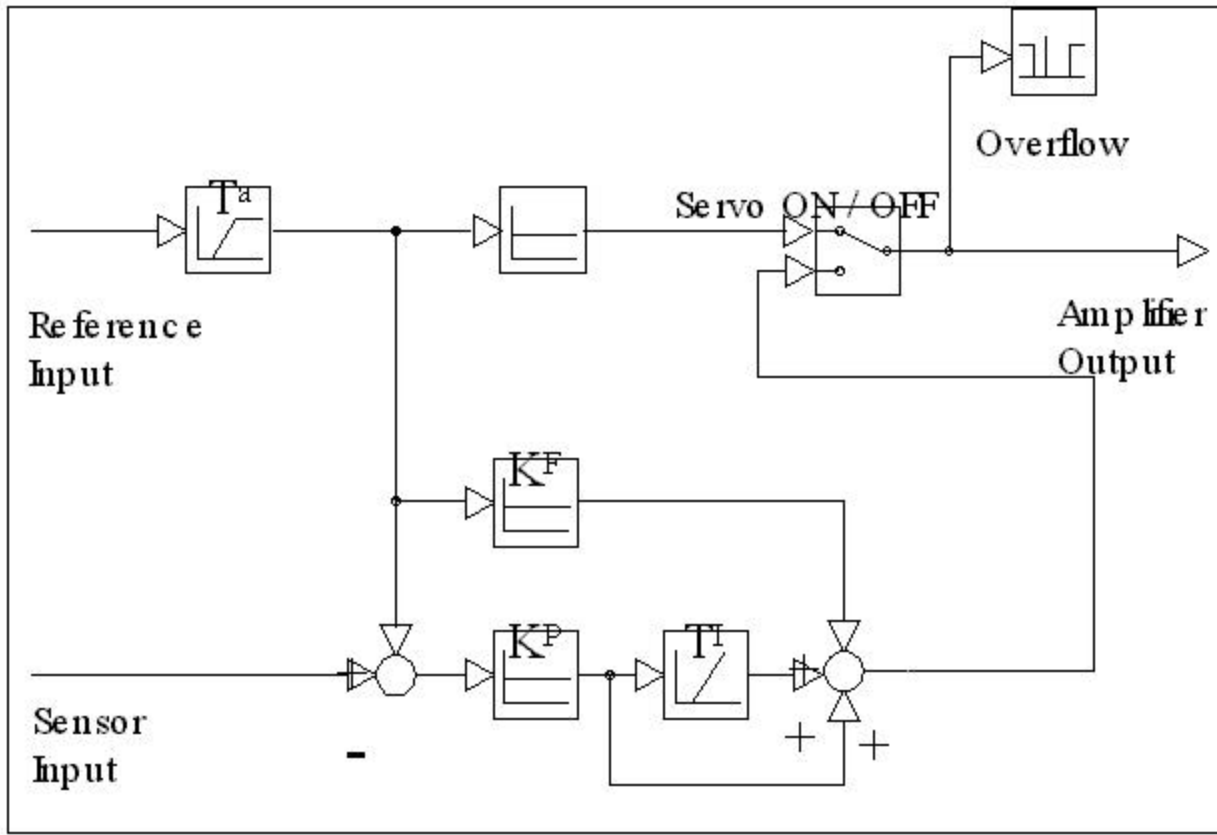 Overflow
Ta
Servo ON / OFF
Reference
Input
Amplifier
Output
KF
KP
TI
+
+
Sensor
Input
-
+
+